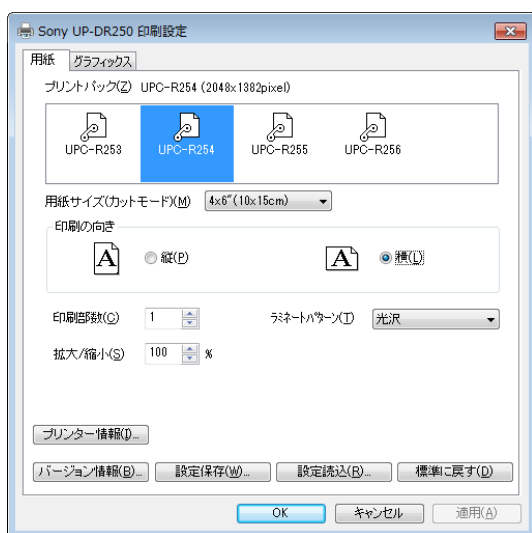 Sony UP-DR250 印刷設定
用紙 グラフィックス
プリントパック(Z) UPC-R254 (2048x1382pixel)
UPC-R253 UPC-R254 UPC-R255 UPC-R256
用紙サイズ(カットモード)(M) 4x6"(10x15cm)
印刷の向き
A 縦(P) A 横(L)
印刷部数(C) 1 ラミネートパターン(T) 光沢
拡大/縮小(S) 100 %
プリンター情報(I)...
バージョン情報(B)... 設定保存(W)... 設定読込(R)... 標準に戻す(D)
OK キャンセル 適用(A)